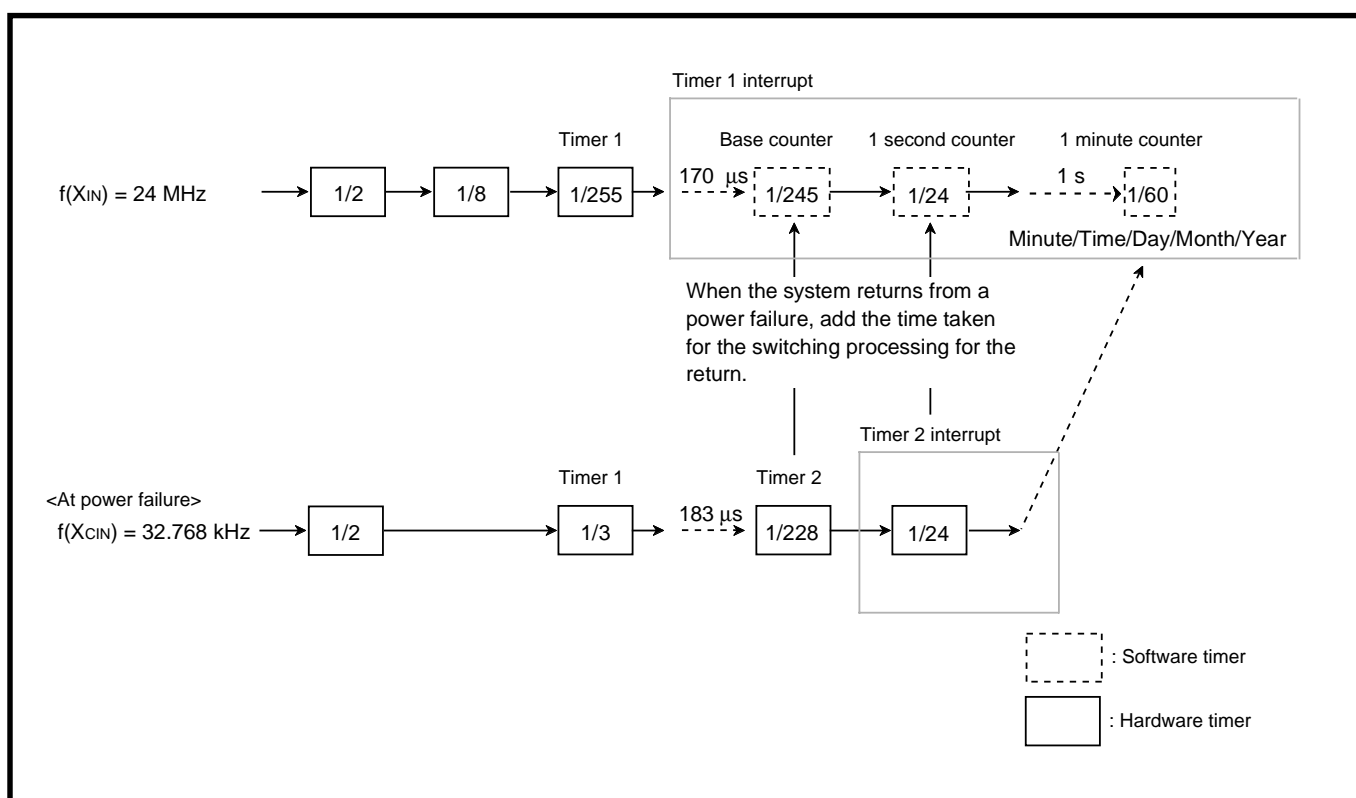 Timer 1 interrupt
Timer 1
Base counter
1 second counter
1 minute counter
f(XIN) = 24 MHz
1/2
1/8
1/255
170 µs
1/245
1/24
1 s
1/60
Minute/Time/Day/Month/Year
When the system returns from a
power failure, add the time taken
for the switching processing for the
return.
Timer 2 interrupt
<At power failure>
Timer 1
Timer 2
f(XCIN) = 32.768 kHz
1/2
1/3
183 µs
1/228
1/24
: Software timer
: Hardware timer